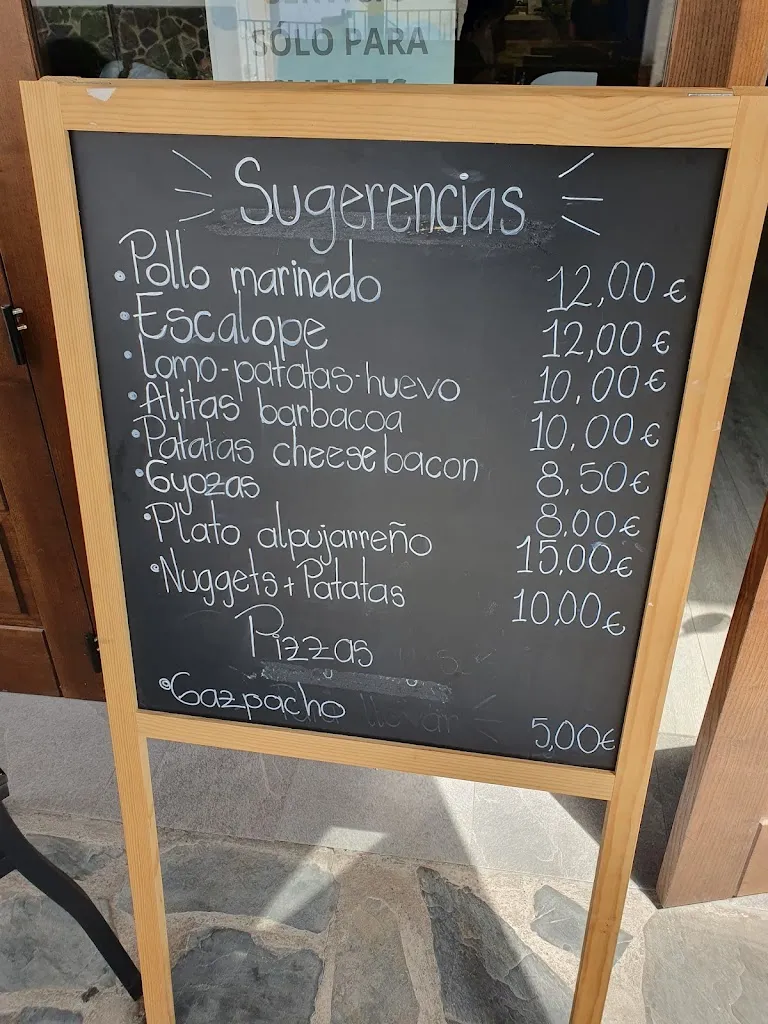 SÓLO PARA
Sugerencias
• Pollo marinado 12,00 €
• Escalope 12,00 €
• Lomo-patatas-huevo 10,00 €
• Alitas barbacoa 10,00 €
• Patatas cheese bacon 8,50 €
• Gyozas 8,00 €
• Plato alpujarreño 15,00 €
• Nuggets + Patatas 10,00 €
Pizzas
• Gazpacho 5,00 €